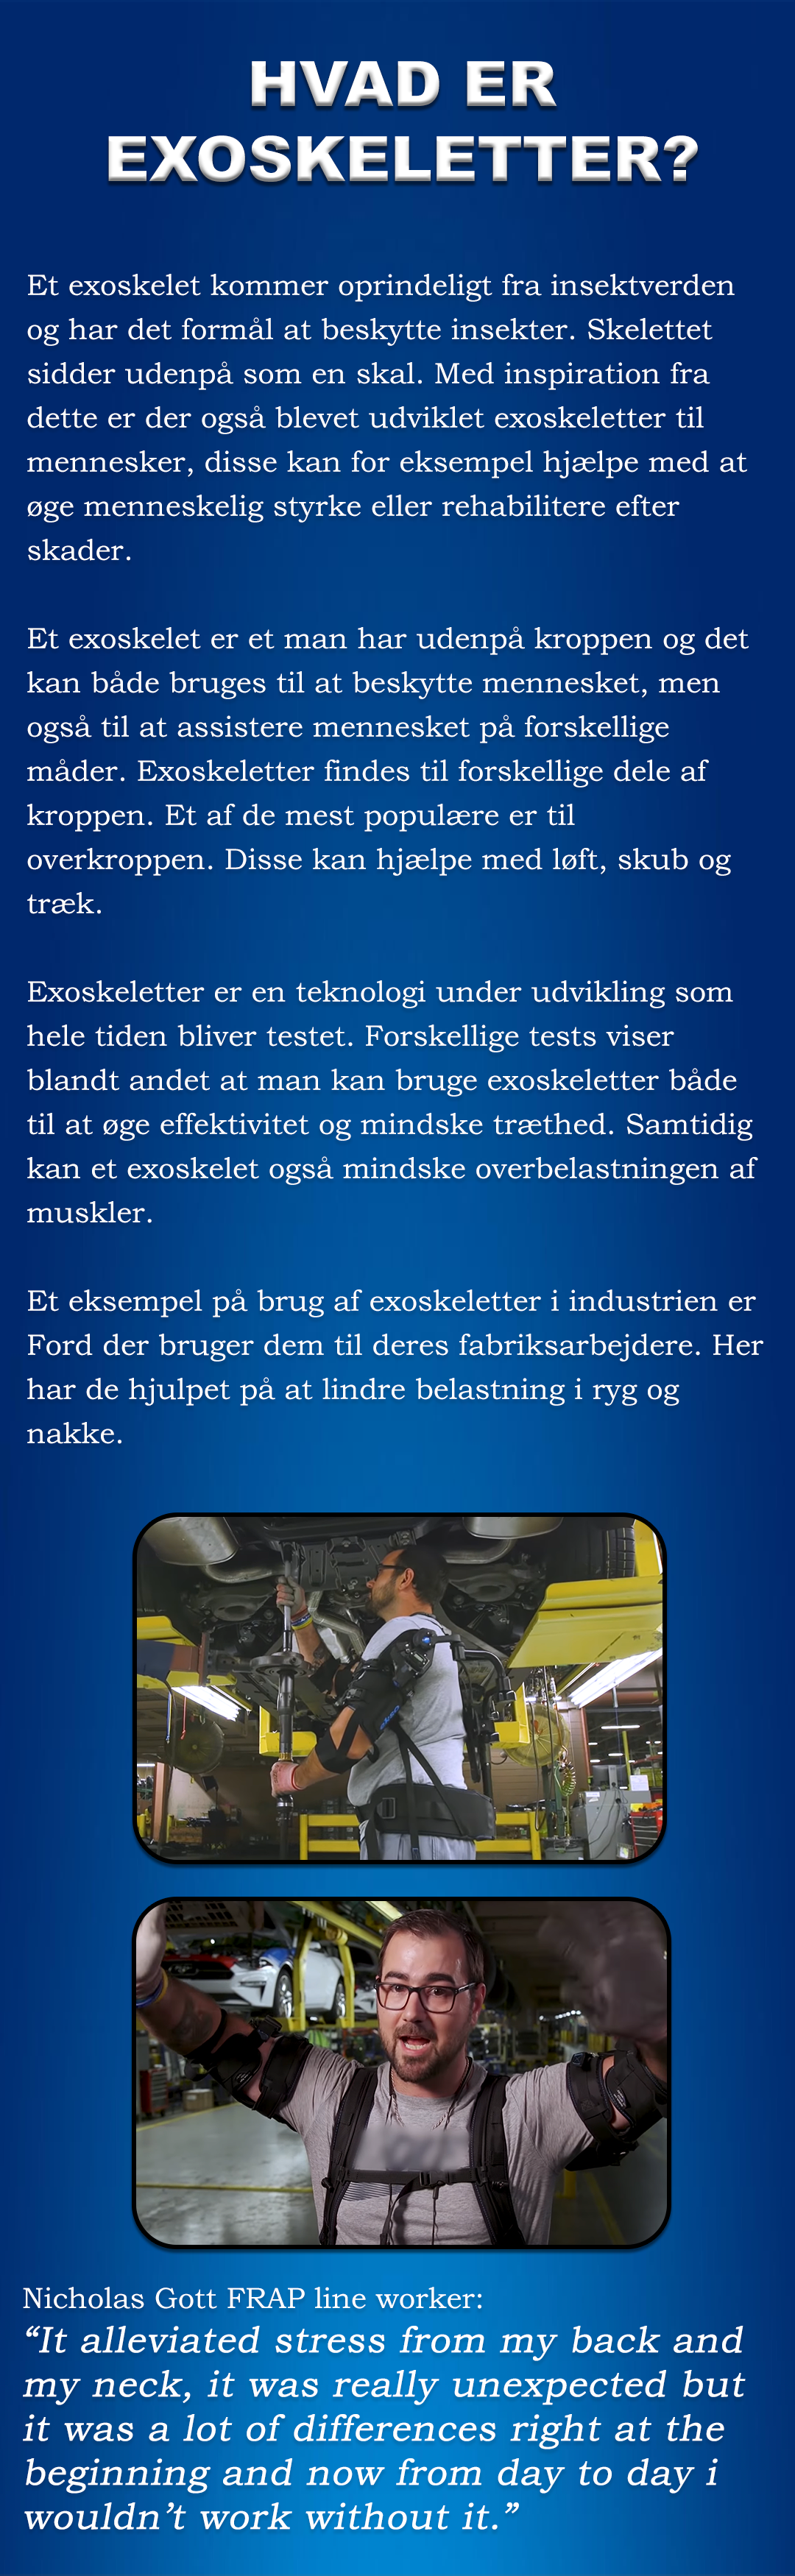 HVAD ER
EXOSKELETTER?
Et exoskelet kommer oprindeligt fra insektverden
og har det formål at beskytte insekter. Skelettet
sidder udenpå som en skal. Med inspiration fra
dette er der også blevet udviklet exoskeletter til
mennesker, disse kan for eksempel hjælpe med at
øge menneskelig styrke eller rehabilitere efter
skader.
Et exoskelet er et man har udenpå kroppen og det
kan både bruges til at beskytte mennesket, men
også til at assistere mennesket på forskellige
måder. Exoskeletter findes til forskellige dele af
kroppen. Et af de mest populære er til
overkroppen. Disse kan hjælpe med løft, skub og
træk.
Exoskeletter er en teknologi under udvikling som
hele tiden bliver testet. Forskellige tests viser
blandt andet at man kan bruge exoskeletter både
til at øge effektivitet og mindske træthed. Samtidig
kan et exoskelet også mindske overbelastningen af
muskler.
Et eksempel på brug af exoskeletter i industrien er
Ford der bruger dem til deres fabriksarbejdere. Her
har de hjulpet på at lindre belastning i ryg og
nakke.
Nicholas Gott FRAP line worker:
“It alleviated stress from my back and
my neck, it was really unexpected but
it was a lot of differences right at the
beginning and now from day to day i
wouldn’t work without it.”